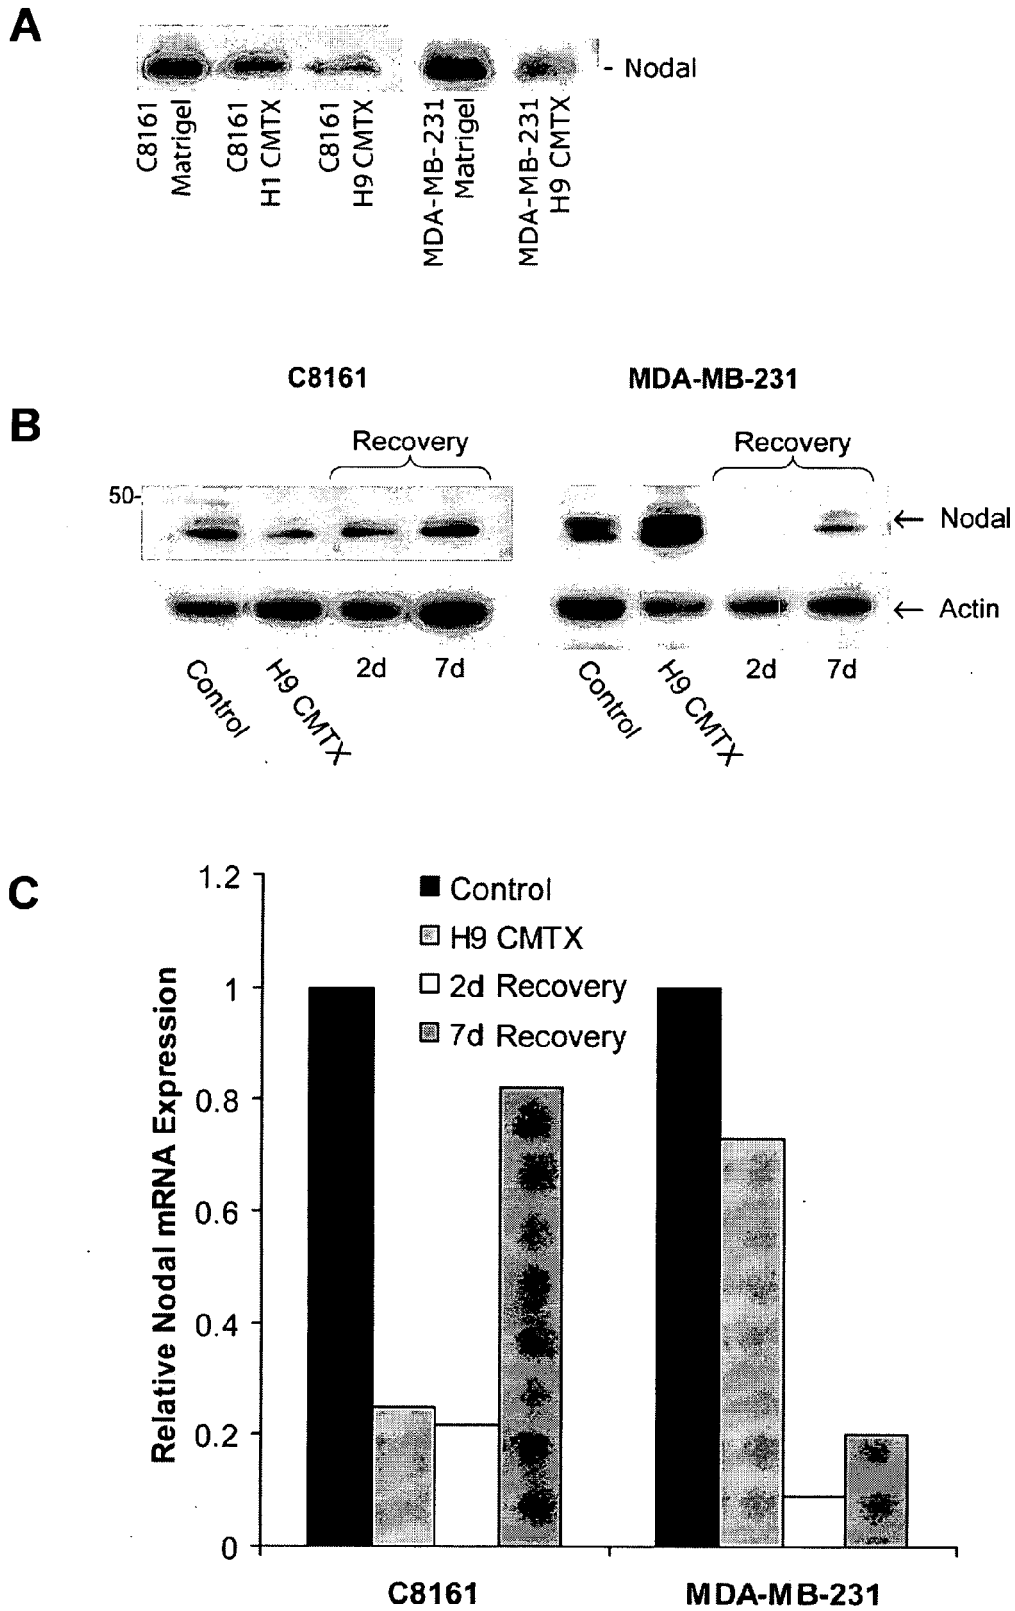 A
- Nodal
C8161
Matrigel
C8161
H1 CMTX
C8161
H9 CMTX
MDA-MB-231
Matrigel
MDA-MB-231
H9 CMTX
C8161
MDA-MB-231
B
Recovery
Recovery
50-
← Nodal
← Actin
Control
H9 CMTX
2d
7d
Control
H9 CMTX
2d
7d
C
Relative Nodal mRNA Expression
1.2
1
0.8
0.6
0.4
0.2
0
Control
H9 CMTX
2d Recovery
7d Recovery
C8161
MDA-MB-231